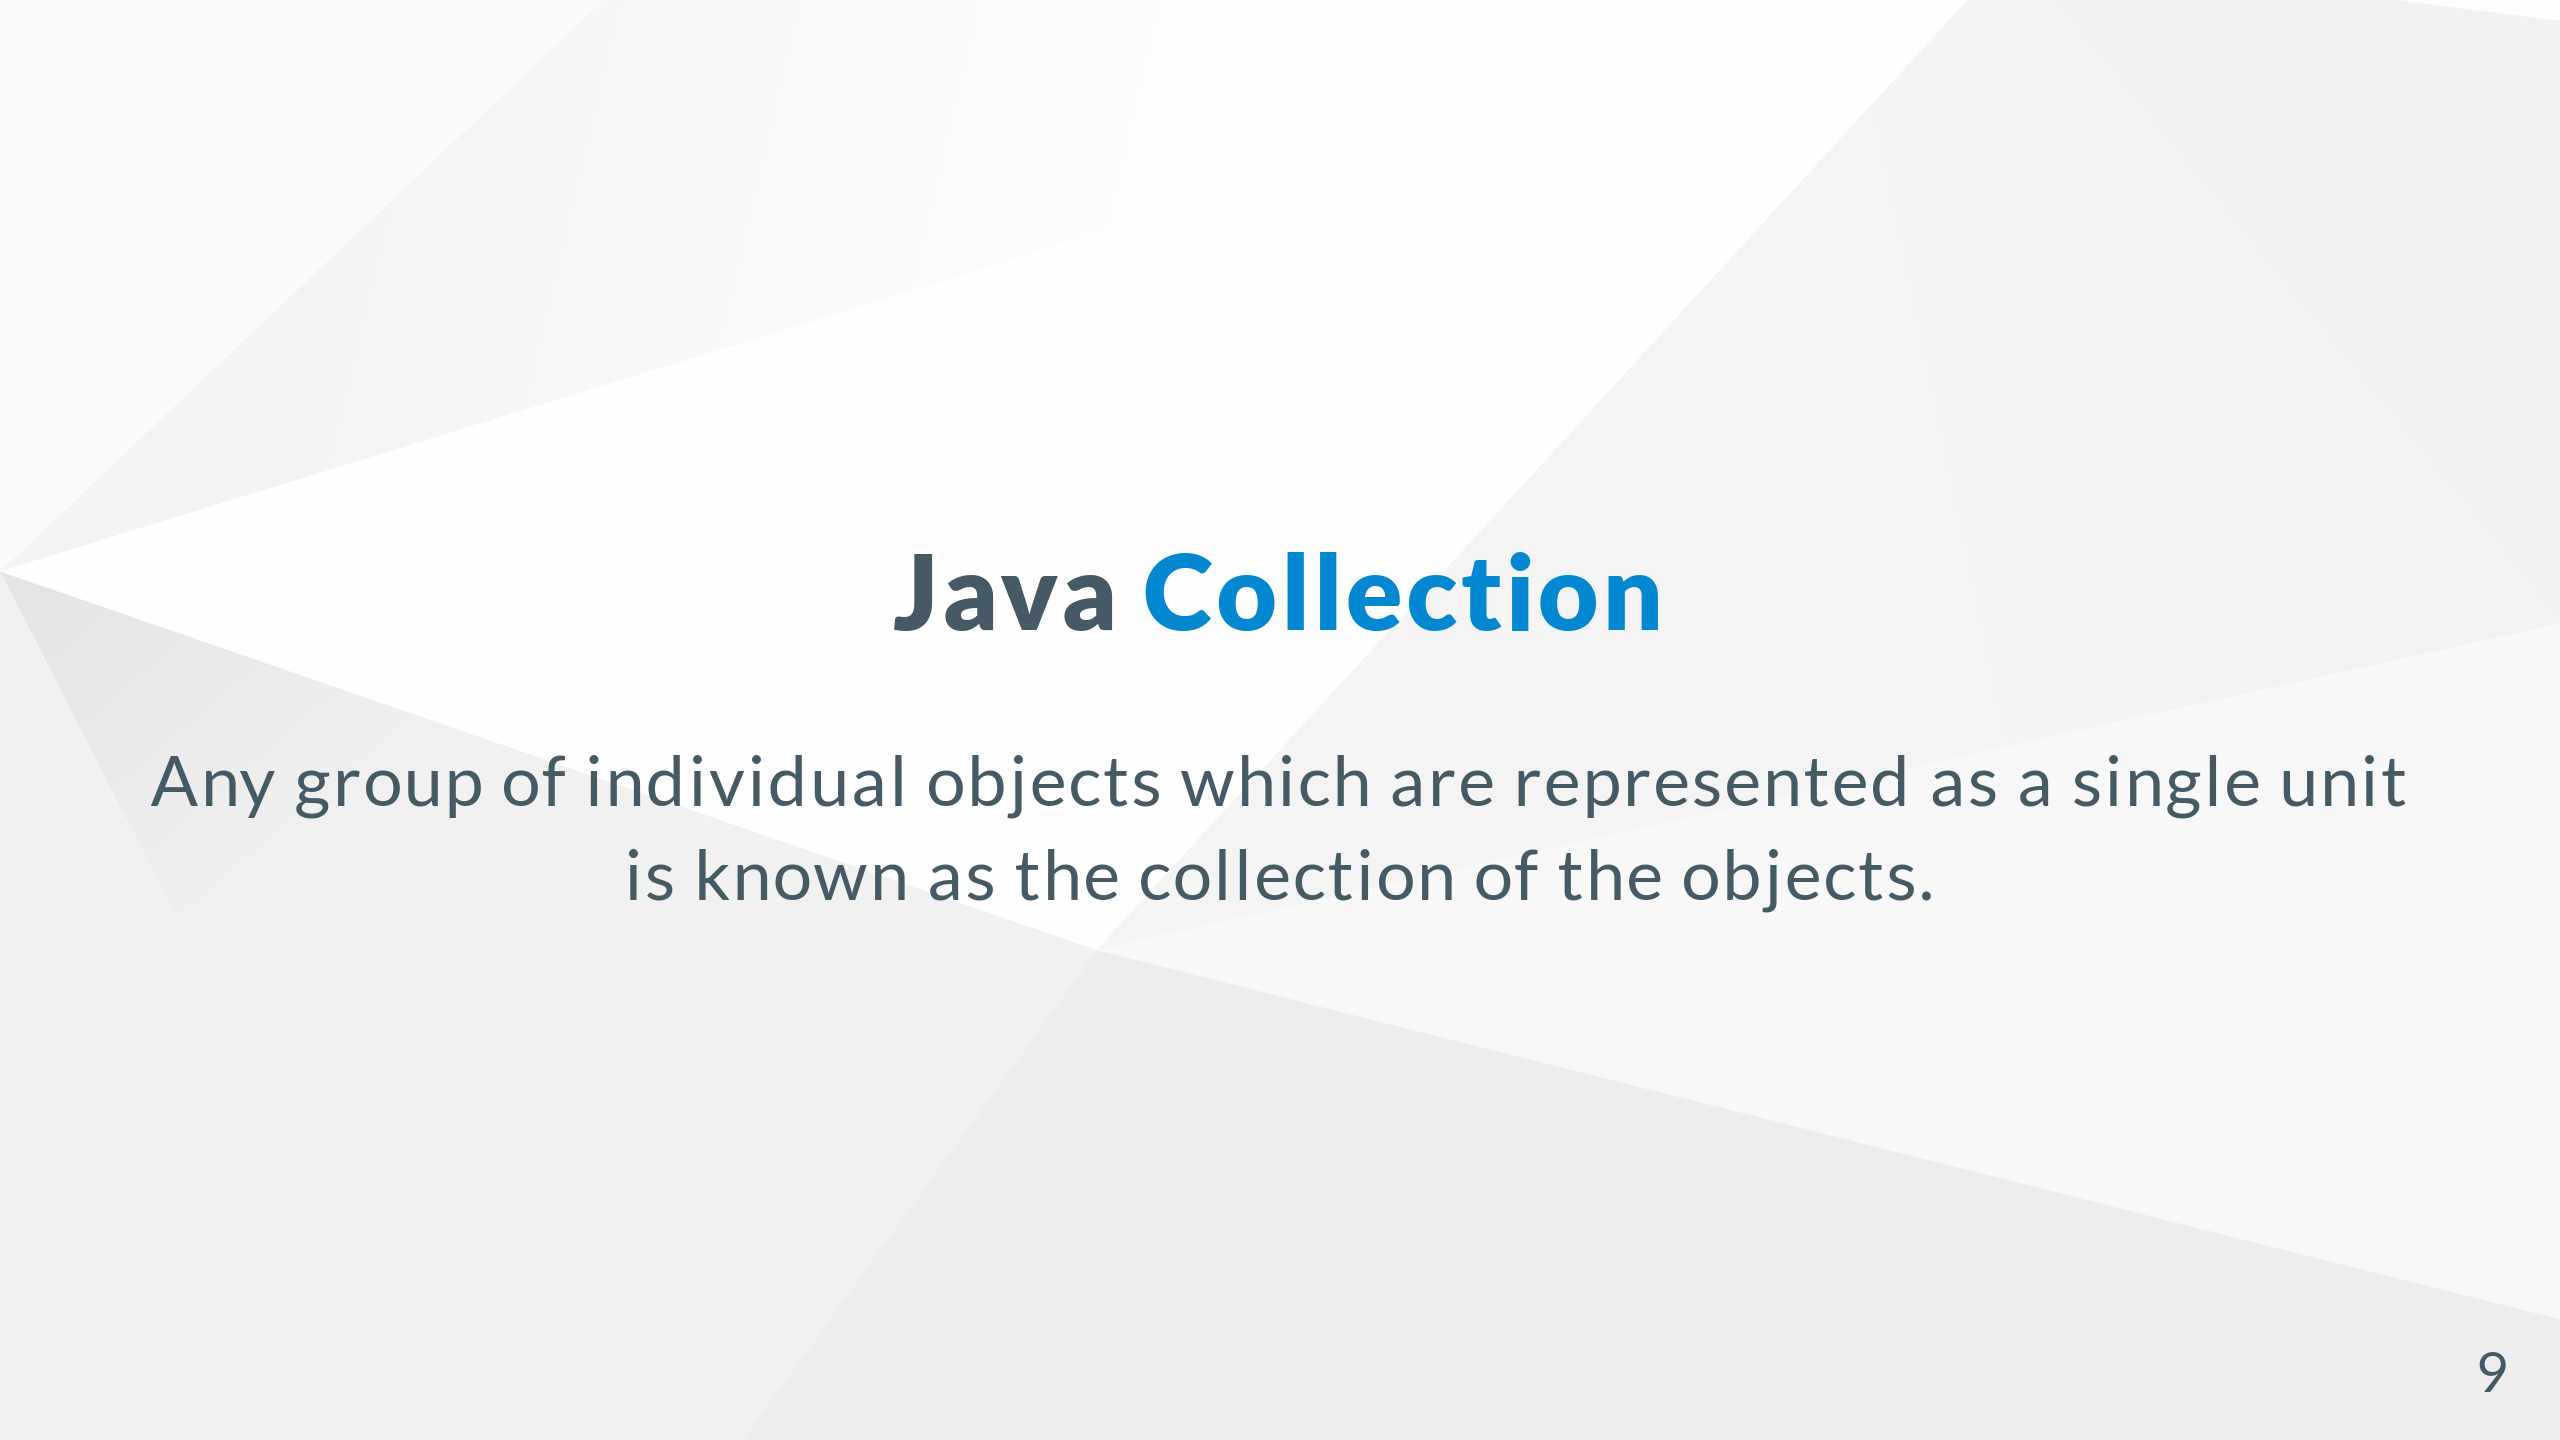 Java Collection
Any group of individual objects which are represented as a single unit
is known as the collection of the objects.
9